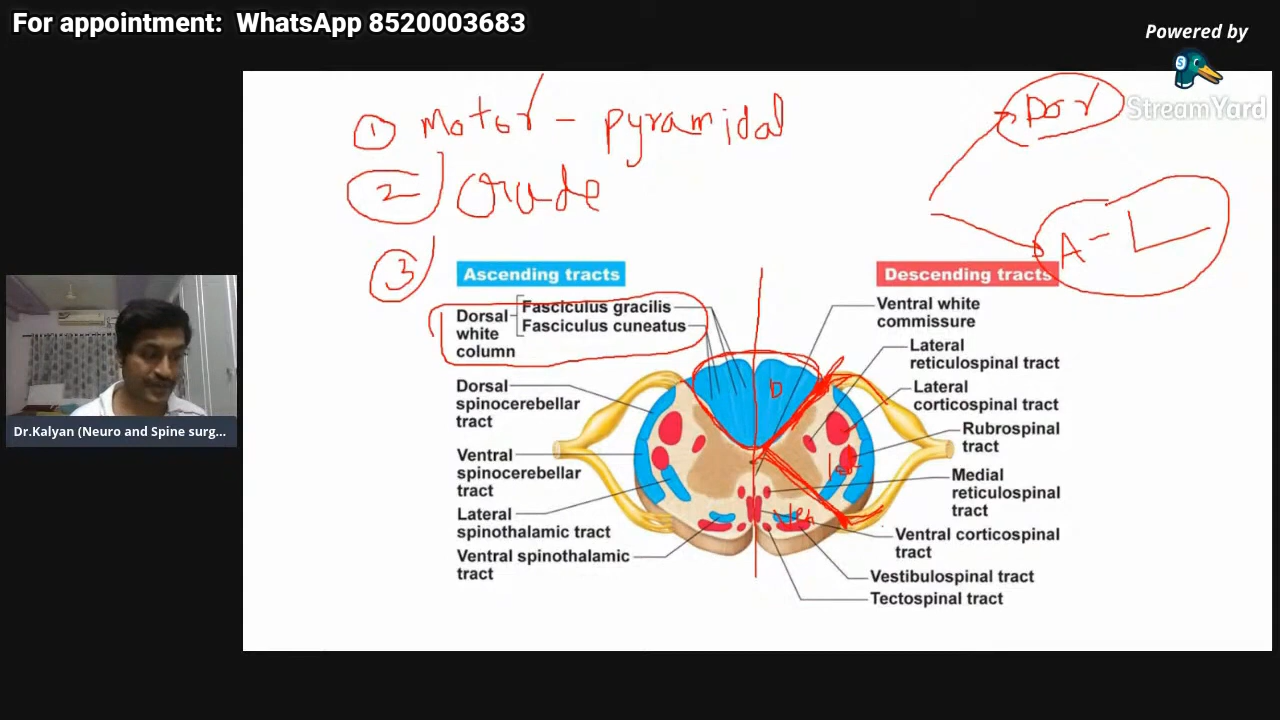 For appointment: WhatsApp 8520003683
Powered by
StreamYard
① Motor - pyramidal
② Crude
③
Dor
A - L
Ascending tracts
Descending tracts
Dorsal white column
Fasciculus gracilis
Fasciculus cuneatus
Dorsal
spinocerebellar
tract
Ventral
spinocerebellar
tract
Lateral
spinothalamic tract
Ventral spinothalamic
tract
Ventral white
commissure
Lateral
reticulospinal tract
Lateral
corticospinal tract
Rubrospinal
tract
Medial
reticulospinal
tract
Ventral corticospinal
tract
Vestibulospinal tract
Tectospinal tract
D
Dr.Kalyan (Neuro and Spine surg...